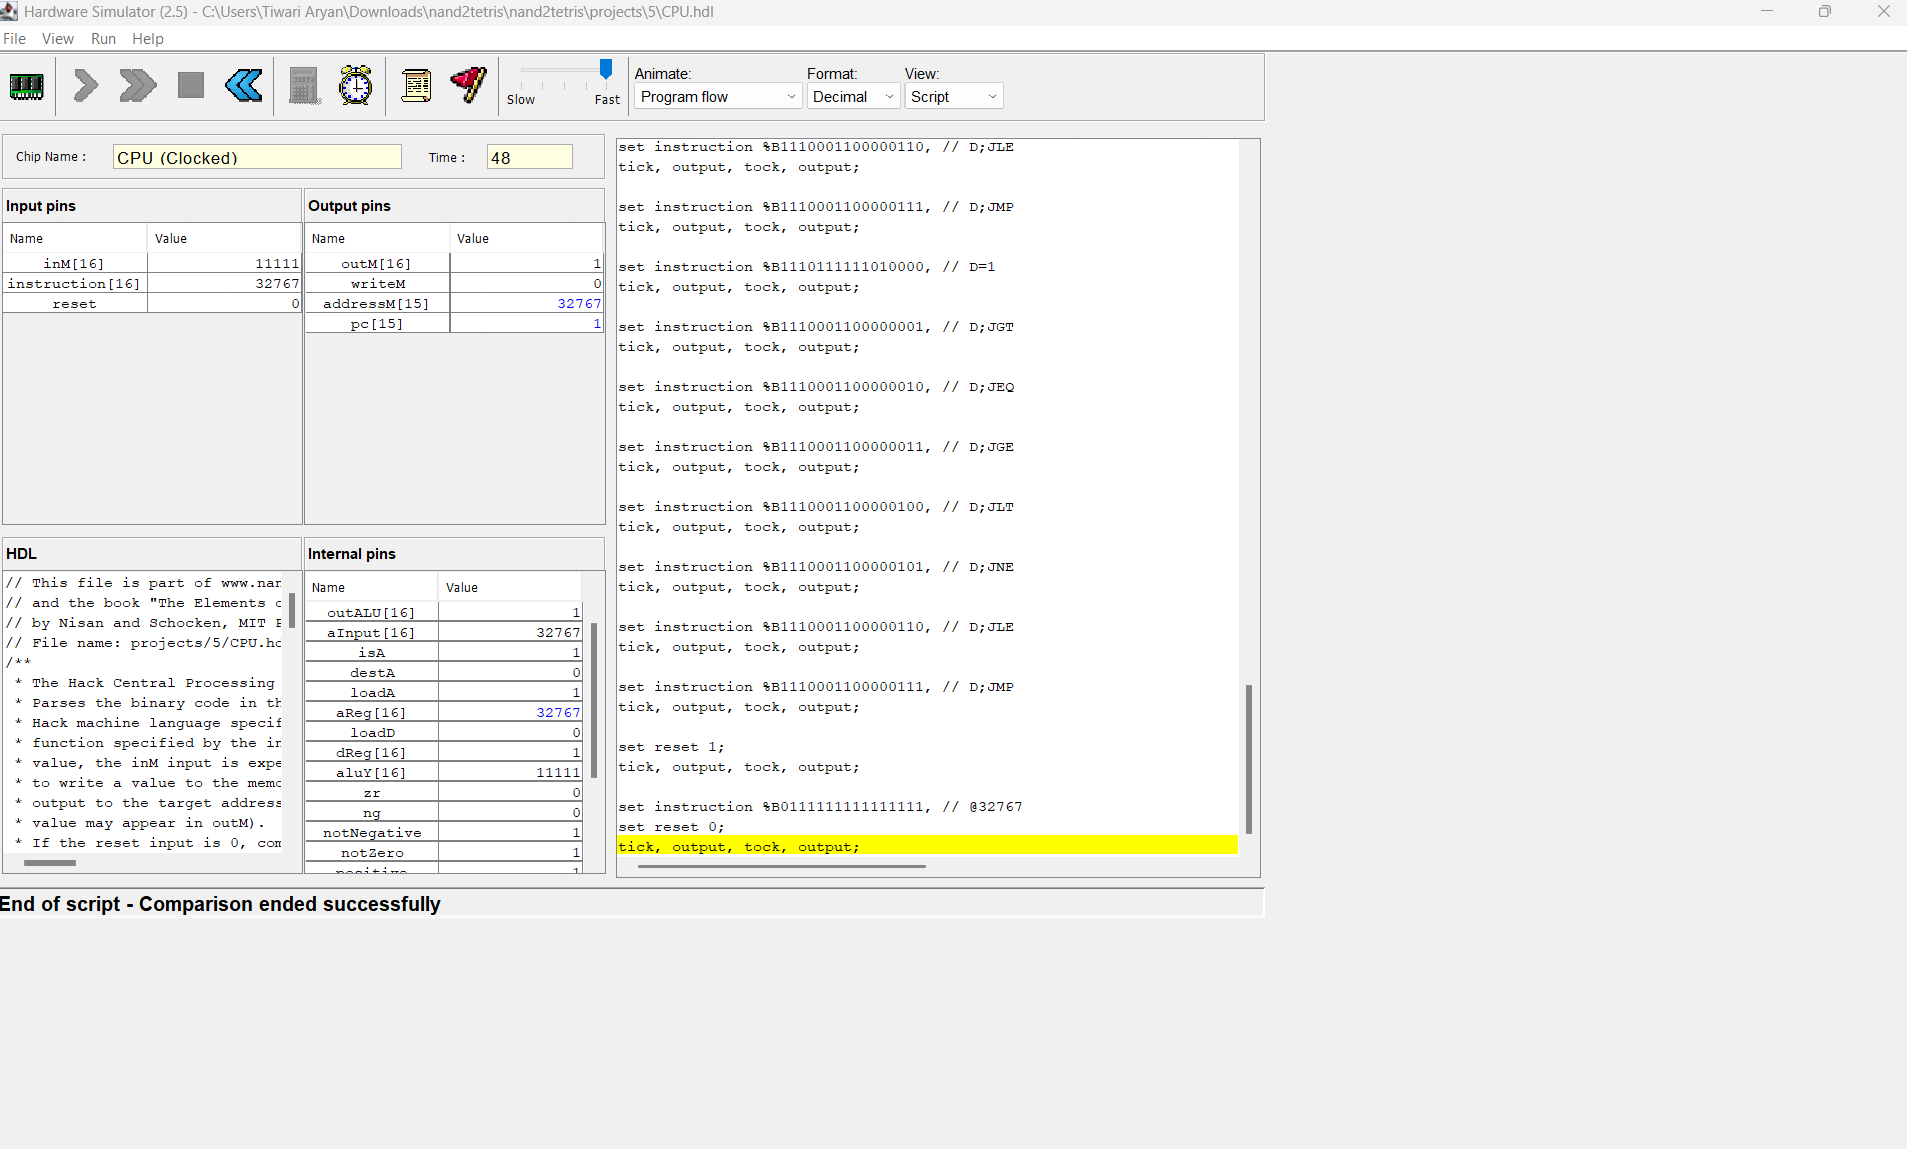 Hardware Simulator (2.5) - C:\Users\Tiwari Aryan\Downloads\nand2tetris\nand2tetris\projects\5\CPU.hdl
File View Run Help
Slow Fast
Animate: Format: View:
Program flow Decimal Script
Chip Name : CPU (Clocked) Time : 48
Input pins
Name Value
inM[16] 11111
instruction[16] 32767
reset 0
Output pins
Name Value
outM[16] 1
writeM 0
addressM[15] 32767
pc[15] 1
HDL
// This file is part of www.nan
// and the book "The Elements
// by Nisan and Schocken, MIT
// File name: projects/5/CPU.hd
/**
* The Hack Central Processing
* Parses the binary code in th
* Hack machine language specif
* function specified by the in
* value, the inM input is expe
* to write a value to the memo
* output to the target address
* value may appear in outM).
* If the reset input is 0, com
Internal pins
Name Value
outALU[16] 1
aInput[16] 32767
isA 1
destA 0
loadA 1
aReg[16] 32767
loadD 0
dReg[16] 1
aluY[16] 11111
zr 0
ng 0
notNegative 1
notZero 1
positive 1
set instruction %B1110001100000110, // D;JLE
tick, output, tock, output;
set instruction %B1110001100000111, // D;JMP
tick, output, tock, output;
set instruction %B1110111111010000, // D=1
tick, output, tock, output;
set instruction %B1110001100000001, // D;JGT
tick, output, tock, output;
set instruction %B1110001100000010, // D;JEQ
tick, output, tock, output;
set instruction %B1110001100000011, // D;JGE
tick, output, tock, output;
set instruction %B1110001100000100, // D;JLT
tick, output, tock, output;
set instruction %B1110001100000101, // D;JNE
tick, output, tock, output;
set instruction %B1110001100000110, // D;JLE
tick, output, tock, output;
set instruction %B1110001100000111, // D;JMP
tick, output, tock, output;
set reset 1;
tick, output, tock, output;
set instruction %B0111111111111111, // @32767
set reset 0;
tick, output, tock, output;
End of script - Comparison ended successfully